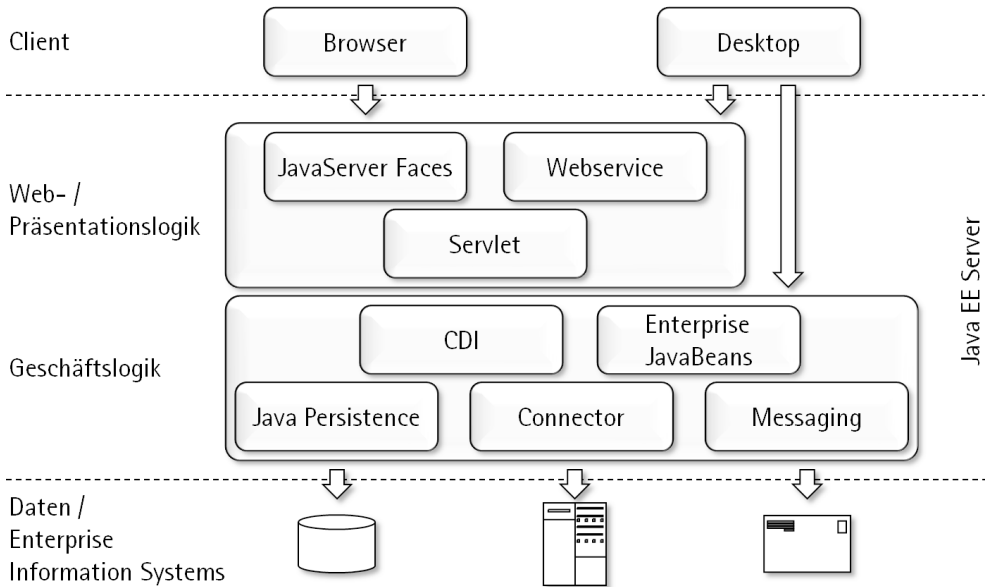 Client
Browser
Desktop
Web- /
Präsentationslogik
JavaServer Faces
Webservice
Servlet
Java EE Server
Geschäftslogik
CDI
Enterprise
JavaBeans
Java Persistence
Connector
Messaging
Daten /
Enterprise
Information Systems